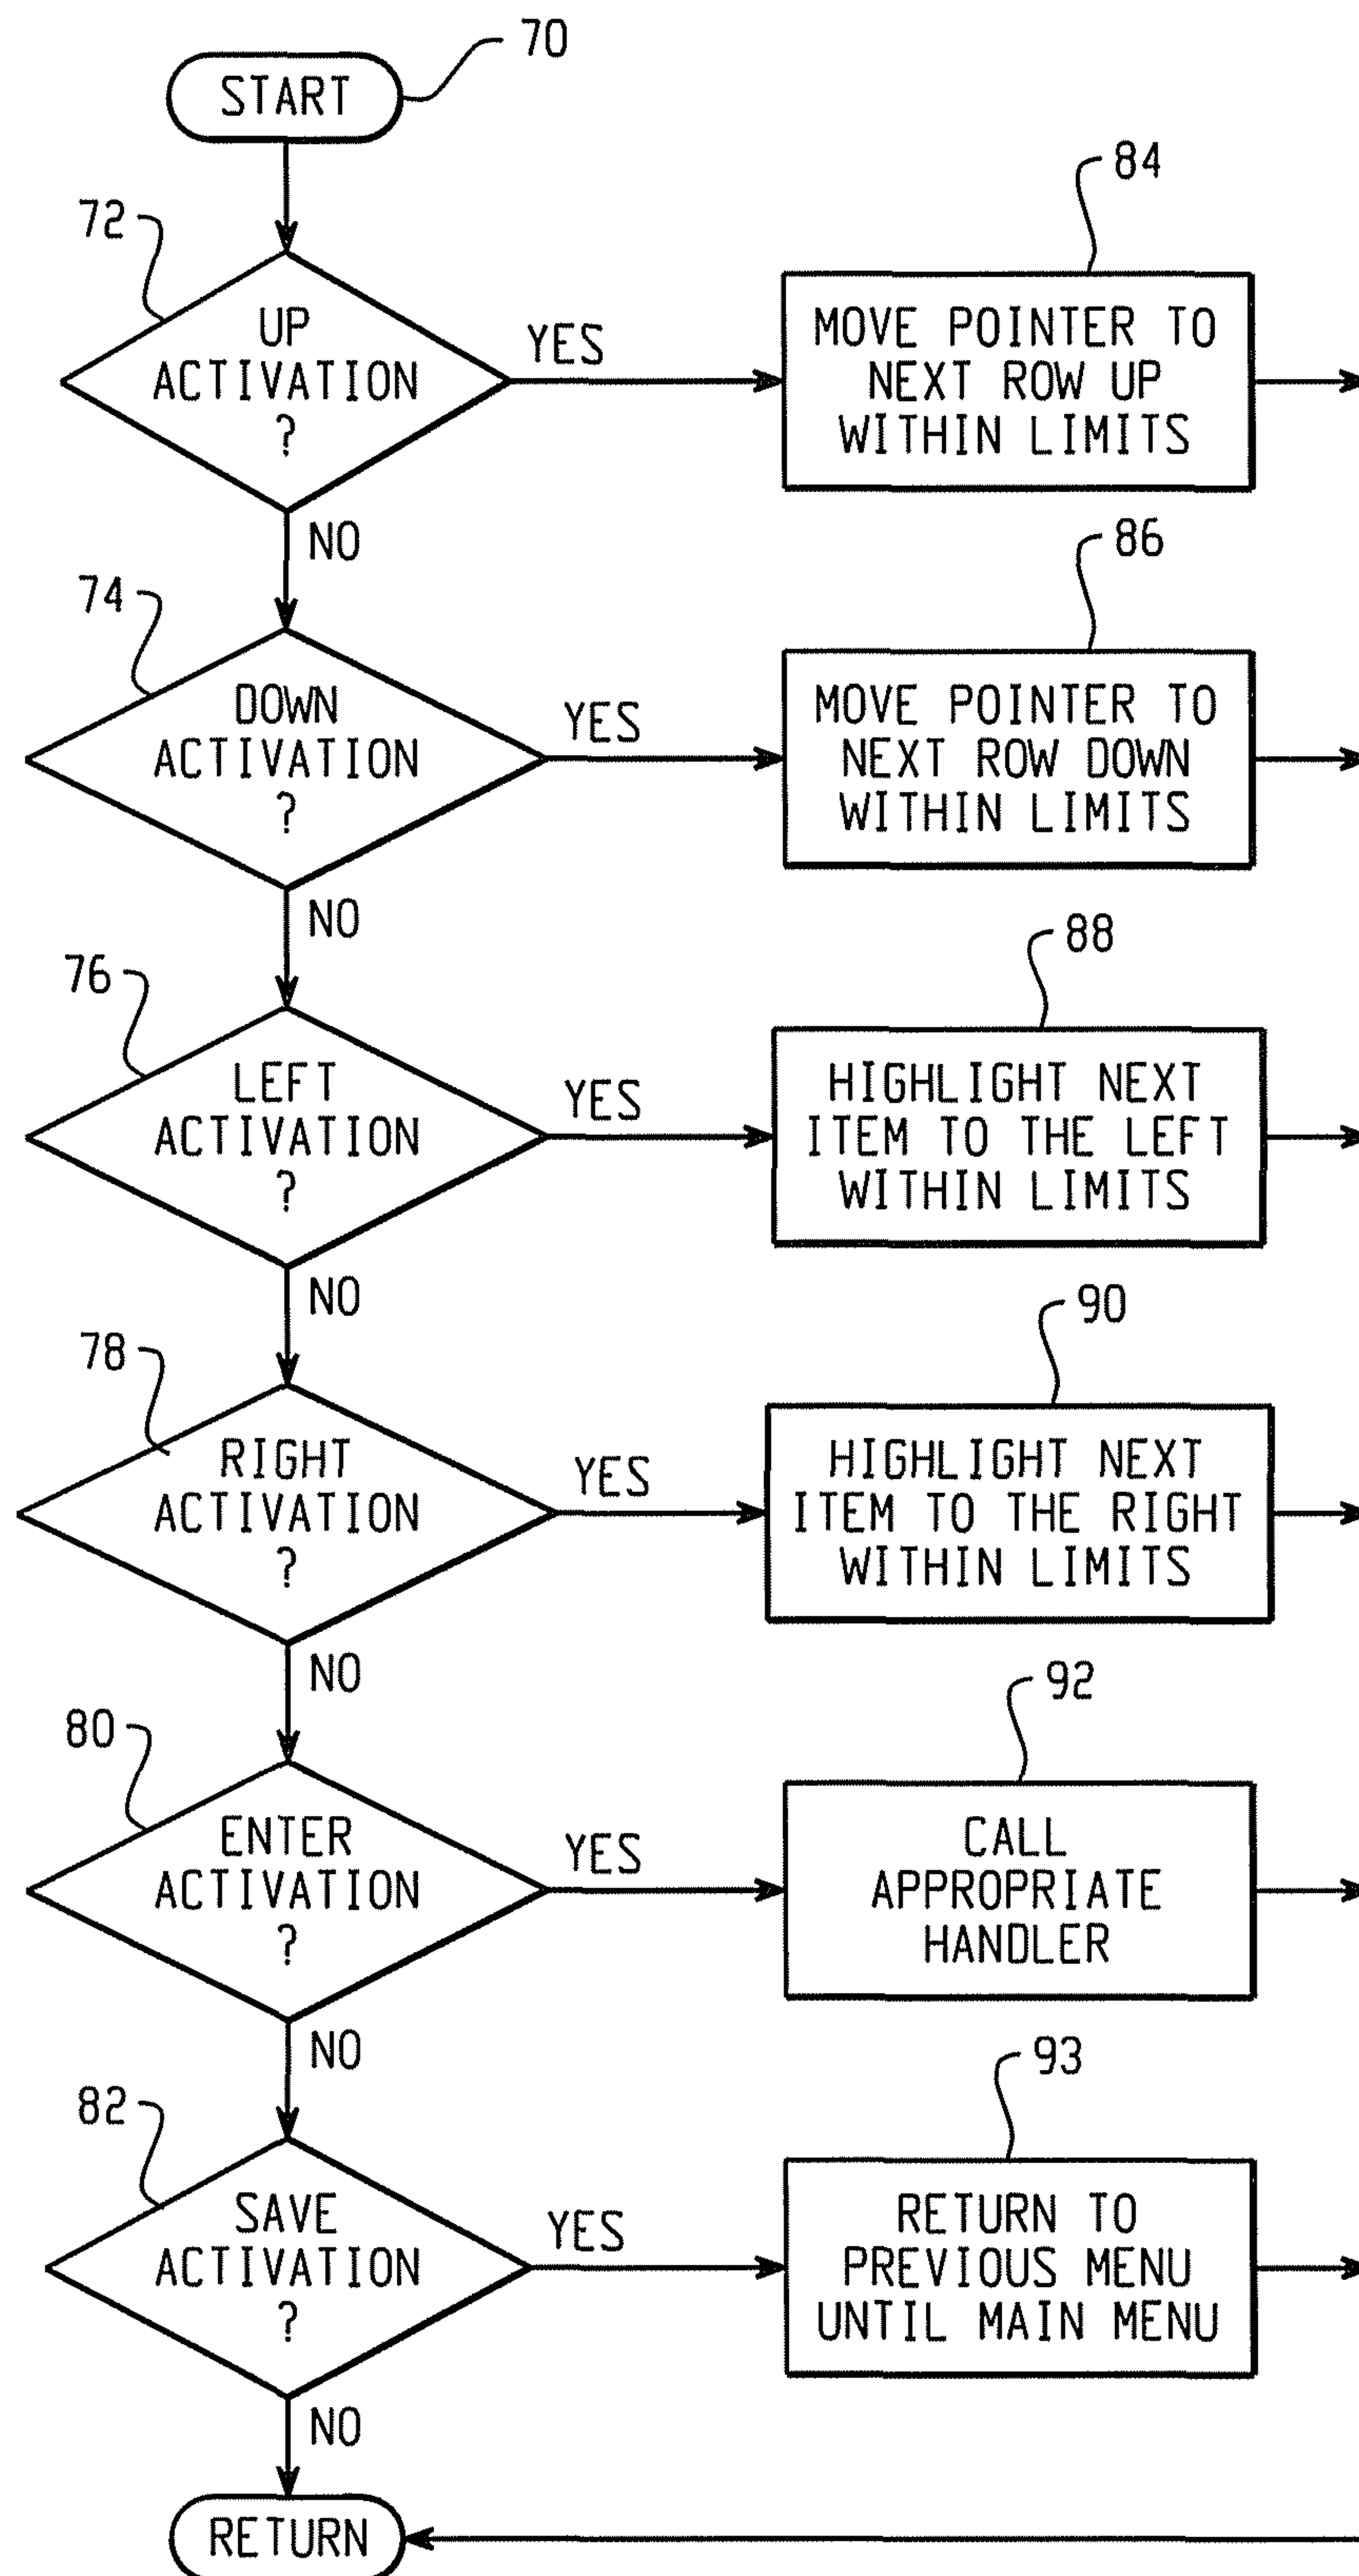 70
START
84
72
UP
ACTIVATION
?
YES
MOVE POINTER TO
NEXT ROW UP
WITHIN LIMITS
NO
86
74
DOWN
ACTIVATION
?
YES
MOVE POINTER TO
NEXT ROW DOWN
WITHIN LIMITS
NO
88
76
LEFT
ACTIVATION
?
YES
HIGHLIGHT NEXT
ITEM TO THE LEFT
WITHIN LIMITS
NO
90
78
RIGHT
ACTIVATION
?
YES
HIGHLIGHT NEXT
ITEM TO THE RIGHT
WITHIN LIMITS
NO
92
80
ENTER
ACTIVATION
?
YES
CALL
APPROPRIATE
HANDLER
NO
93
82
SAVE
ACTIVATION
?
YES
RETURN TO
PREVIOUS MENU
UNTIL MAIN MENU
NO
RETURN